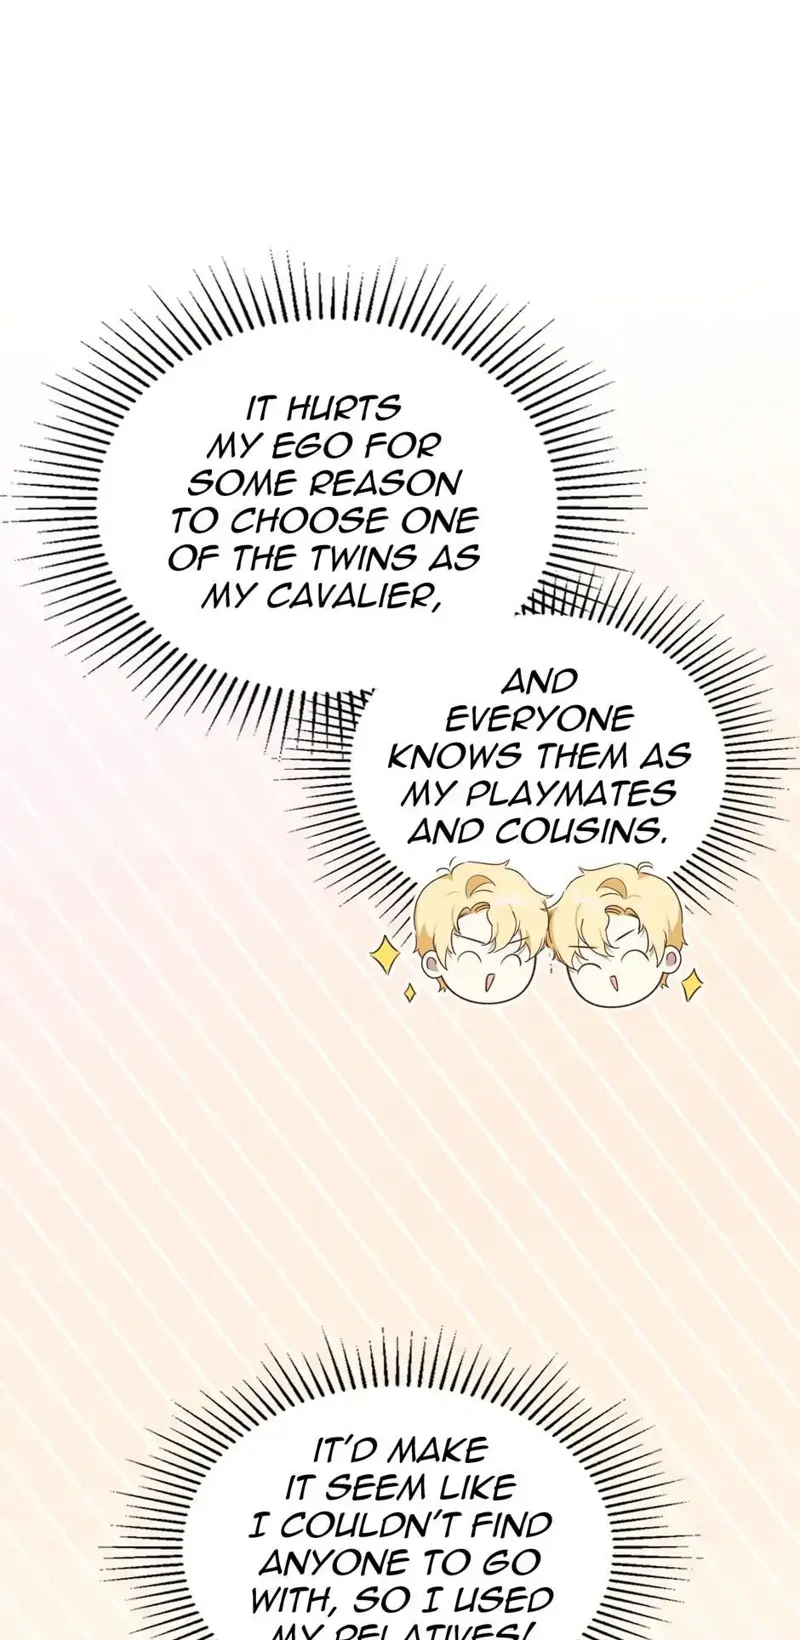 IT HURTS
MY EGO FOR
SOME REASON
TO CHOOSE ONE
OF THE TWINS AS
MY CAVALIER,
AND
EVERYONE
KNOWS THEM AS
MY PLAYMATES
AND COUSINS.
IT'D MAKE
IT SEEM LIKE
I COULDN'T FIND
ANYONE TO GO
WITH, SO I USED
MY RELATIVES!